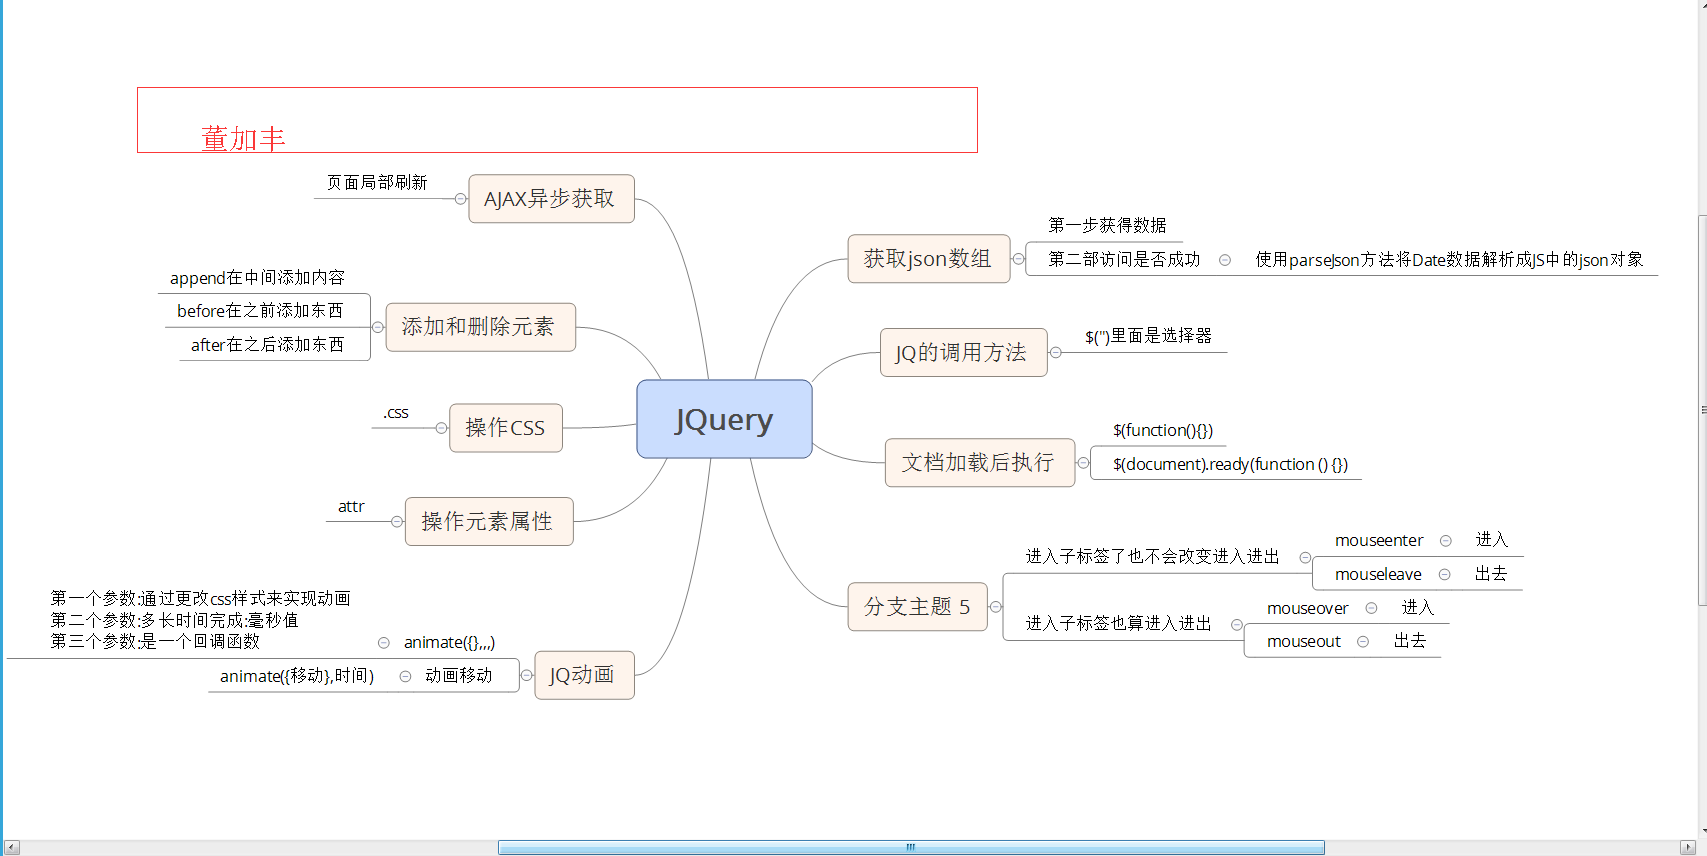 董加丰
页面局部刷新
AJAX异步获取
append在中间添加内容
before在之前添加东西
after在之后添加东西
添加和删除元素
.css
操作CSS
attr
操作元素属性
第一个参数:通过更改css样式来实现动画
第二个参数:多长时间完成:毫秒值
第三个参数:是一个回调函数
animate({},,,)
animate({移动},时间)
动画移动
JQ动画
JQuery
获取json数组
第一步获得数据
第二部访问是否成功
使用parseJson方法将Date数据解析成JS中的json对象
JQ的调用方法
$('')里面是选择器
文档加载后执行
$(function(){})
$(document).ready(function () {})
分支主题 5
进入子标签了也不会改变进入进出
mouseenter
进入
mouseleave
出去
进入子标签也算进入进出
mouseover
进入
mouseout
出去